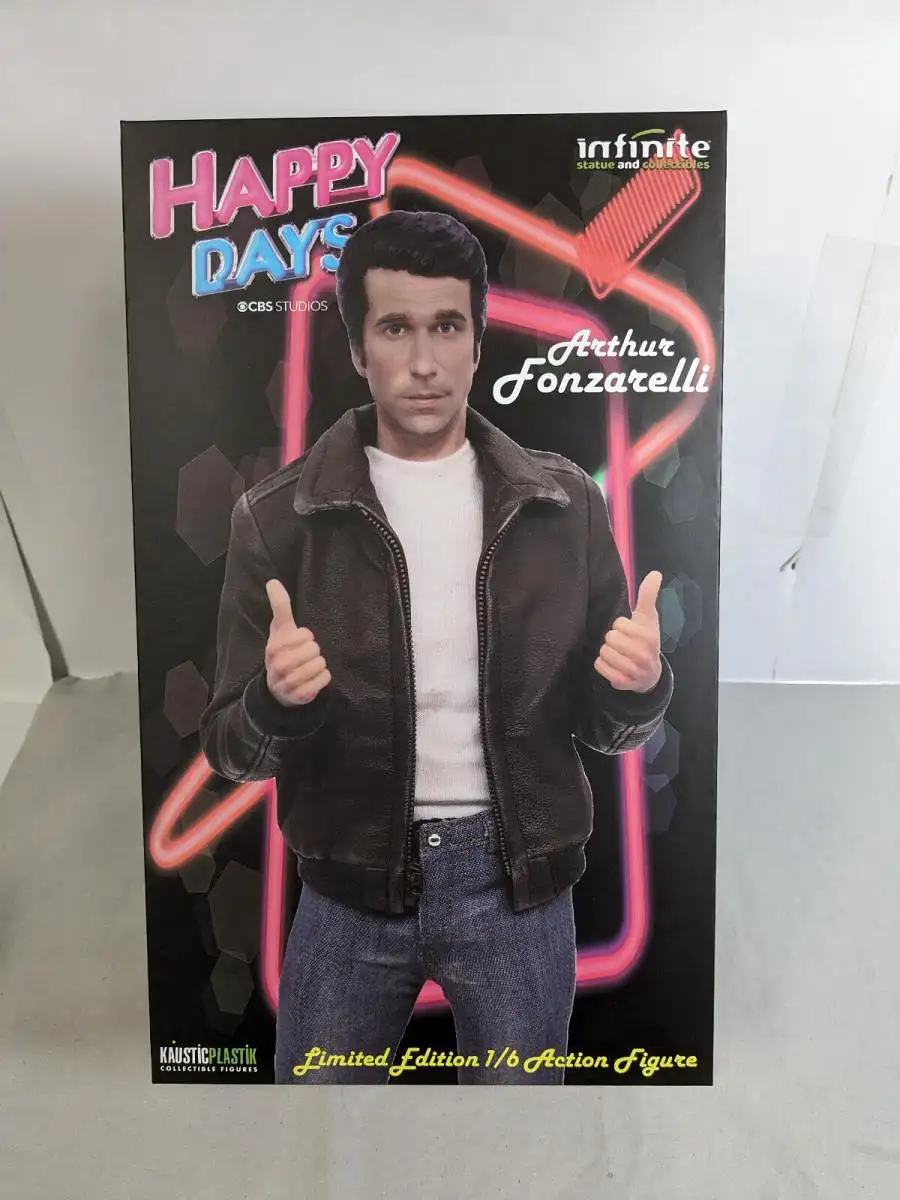 HAPPY
DAYS
CBS STUDIOS
infinite
statue and collectibles
Arthur
Fonzarelli
KAUSTICPLASTIK
COLLECTIBLE FIGURES
Limited Edition 1/6 Action Figure